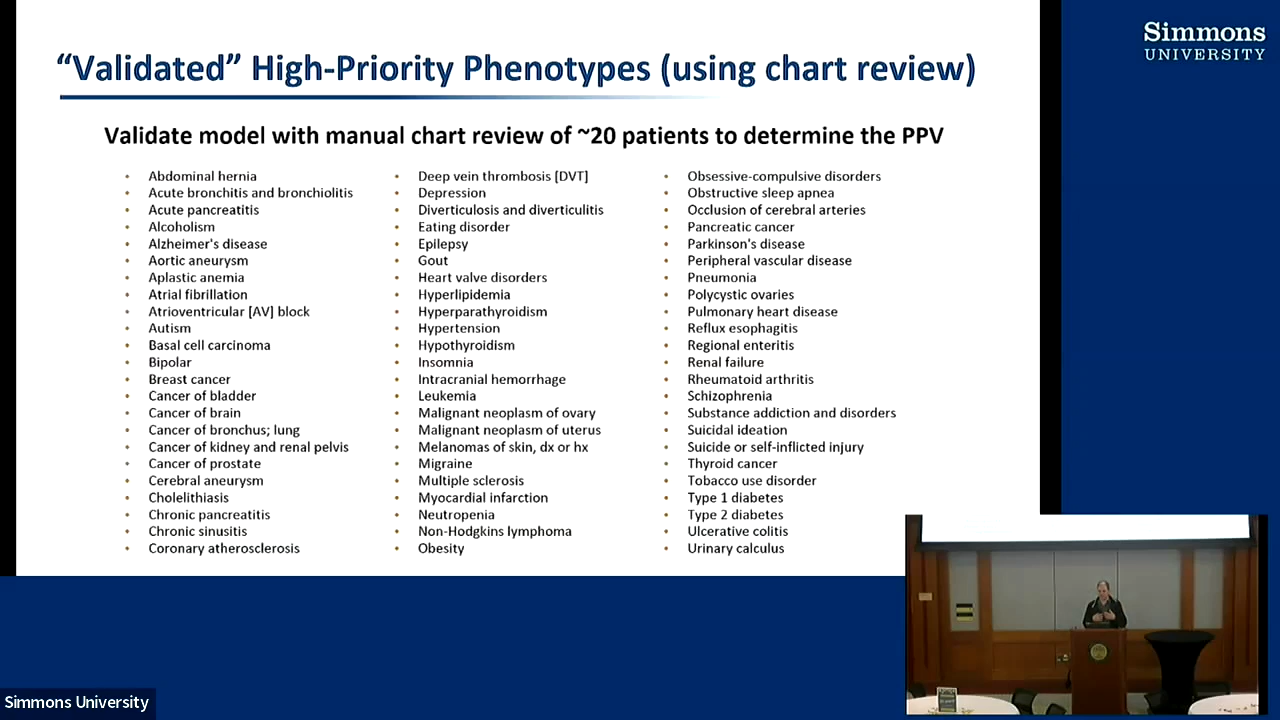 “Validated” High-Priority Phenotypes (using chart review)
Simmons
UNIVERSITY
Validate model with manual chart review of ~20 patients to determine the PPV
• Abdominal hernia
• Acute bronchitis and bronchiolitis
• Acute pancreatitis
• Alcoholism
• Alzheimer's disease
• Aortic aneurysm
• Aplastic anemia
• Atrial fibrillation
• Atrioventricular [AV] block
• Autism
• Basal cell carcinoma
• Bipolar
• Breast cancer
• Cancer of bladder
• Cancer of brain
• Cancer of bronchus; lung
• Cancer of kidney and renal pelvis
• Cancer of prostate
• Cerebral aneurysm
• Cholelithiasis
• Chronic pancreatitis
• Chronic sinusitis
• Coronary atherosclerosis
• Deep vein thrombosis [DVT]
• Depression
• Diverticulosis and diverticulitis
• Eating disorder
• Epilepsy
• Gout
• Heart valve disorders
• Hyperlipidemia
• Hyperparathyroidism
• Hypertension
• Hypothyroidism
• Insomnia
• Intracranial hemorrhage
• Leukemia
• Malignant neoplasm of ovary
• Malignant neoplasm of uterus
• Melanomas of skin, dx or hx
• Migraine
• Multiple sclerosis
• Myocardial infarction
• Neutropenia
• Non-Hodgkins lymphoma
• Obesity
• Obsessive-compulsive disorders
• Obstructive sleep apnea
• Occlusion of cerebral arteries
• Pancreatic cancer
• Parkinson's disease
• Peripheral vascular disease
• Pneumonia
• Polycystic ovaries
• Pulmonary heart disease
• Reflux esophagitis
• Regional enteritis
• Renal failure
• Rheumatoid arthritis
• Schizophrenia
• Substance addiction and disorders
• Suicidal ideation
• Suicide or self-inflicted injury
• Thyroid cancer
• Tobacco use disorder
• Type 1 diabetes
• Type 2 diabetes
• Ulcerative colitis
• Urinary calculus
Simmons University